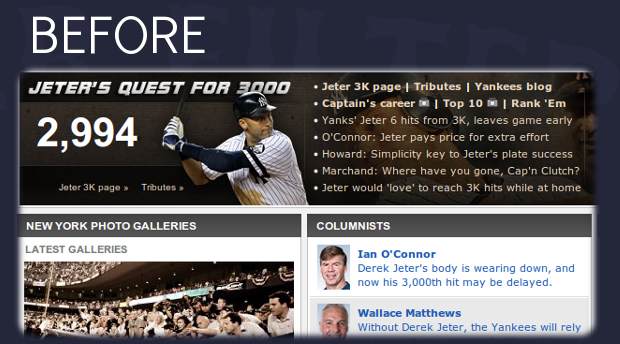 BEFORE
JETER'S QUEST FOR 3000
2,994
Jeter 3K page » Tributes »
• Jeter 3K page | Tributes | Yankees blog
• Captain's career | Top 10 | Rank 'Em
• Yanks' Jeter 6 hits from 3K, leaves game early
• O'Connor: Jeter pays price for extra effort
• Howard: Simplicity key to Jeter's plate success
• Marchand: Where have you gone, Cap'n Clutch?
• Jeter would 'love' to reach 3K hits while at home
NEW YORK PHOTO GALLERIES
LATEST GALLERIES
COLUMNISTS
Ian O'Connor
Derek Jeter's body is wearing down, and
now his 3,000th hit may be delayed.
Wallace Matthews
Without Derek Jeter, the Yankees will rely